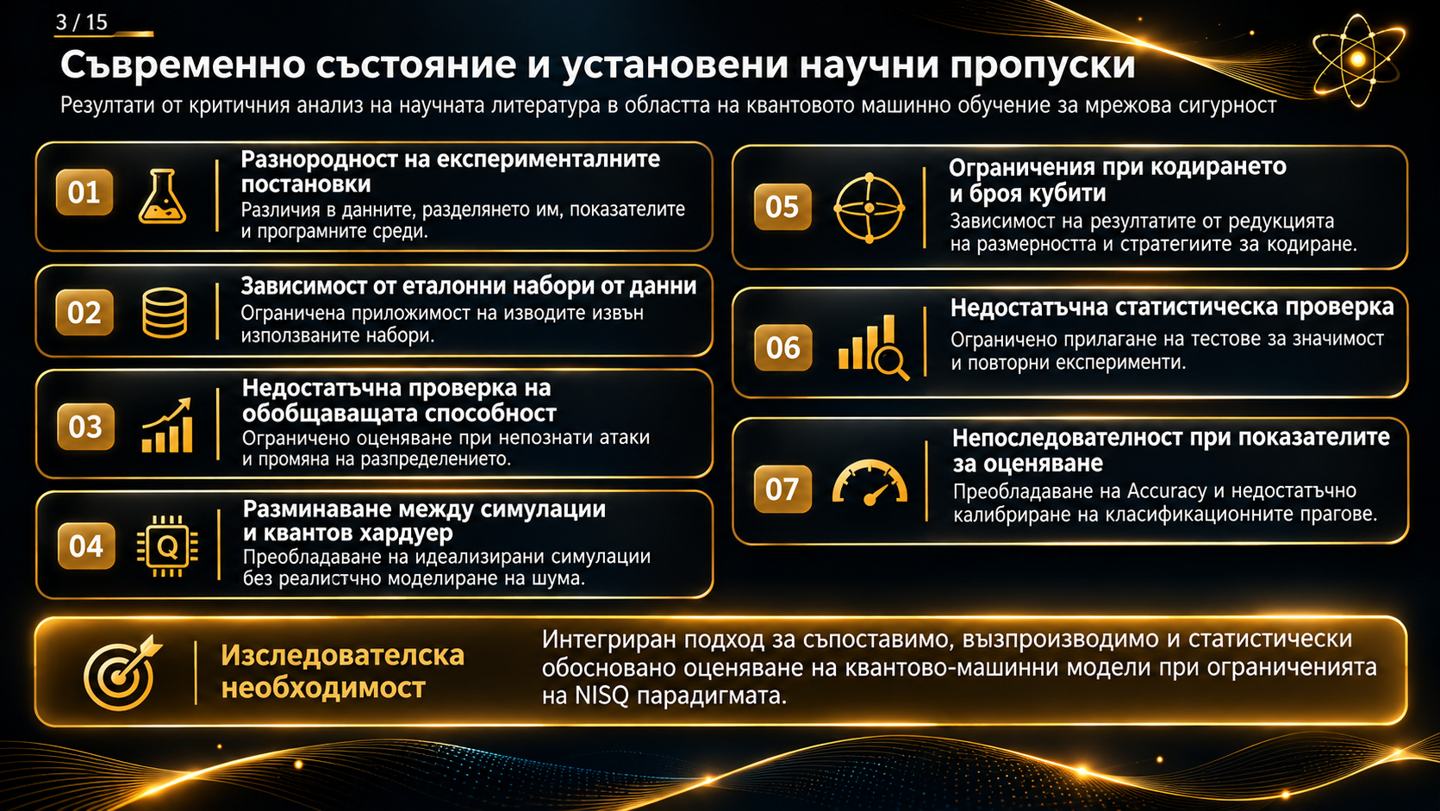 3 / 15
Съвременно състояние и установени научни пропуски
Резултати от критичния анализ на научната литература в областта на квантовото машинно обучение за мрежова сигурност
01
Разнородност на експерименталните
постановки
Различия в данните, разделянето им, показателите
и програмните среди.
02
Зависимост от еталонни набори от данни
Ограничена приложимост на изводите извън
използваните набори.
03
Недостатъчна проверка на
обобщаващата способност
Ограничено оценяване при непознати атаки
и промяна на разпределението.
04
Q
Разминаване между симулации
и квантов хардуер
Преобладаване на идеализирани симулации
без реалистчно моделиране на шума.
05
Ограничения при кодирането
и броя кубити
Зависимост на резултатите от редукцията
на размерността и стратегиите за кодиране.
06
Недостатъчна статистическа проверка
Ограничено прилагане на тестове за значимост
и повторни експерименти.
07
Непоследователност при показателите
за оценяване
Преобладаване на Accuracy и недостатъчно
калибриране на класификационните прагове.
Изследователска
необходимост
Интегриран подход за съпоставимо, възпроизводимо и статистически
обосновано оценяване на квантово-машинни модели при ограниченията
на NISQ парадигмата.